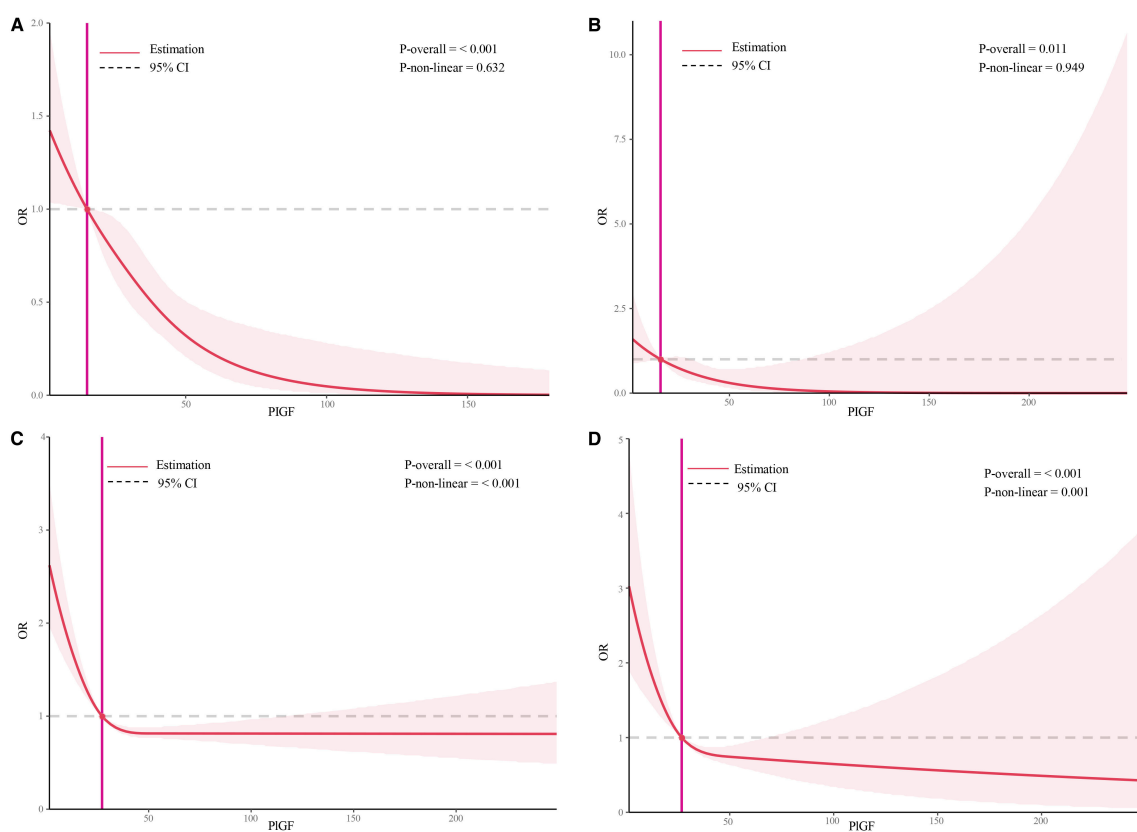 A
2.0
1.5
1.0
0.5
0.0
OR
Estimation
95% CI
P-overall = < 0.001
P-non-linear = 0.632
50
100
150
PlGF
B
10.0
7.5
5.0
2.5
0.0
OR
Estimation
95% CI
P-overall = 0.011
P-non-linear = 0.949
50
100
150
200
PlGF
C
4
3
2
1
0
OR
Estimation
95% CI
P-overall = < 0.001
P-non-linear = < 0.001
50
100
150
200
PlGF
D
5
4
3
2
1
0
OR
Estimation
95% CI
P-overall = < 0.001
P-non-linear = 0.001
50
100
150
200
PlGF